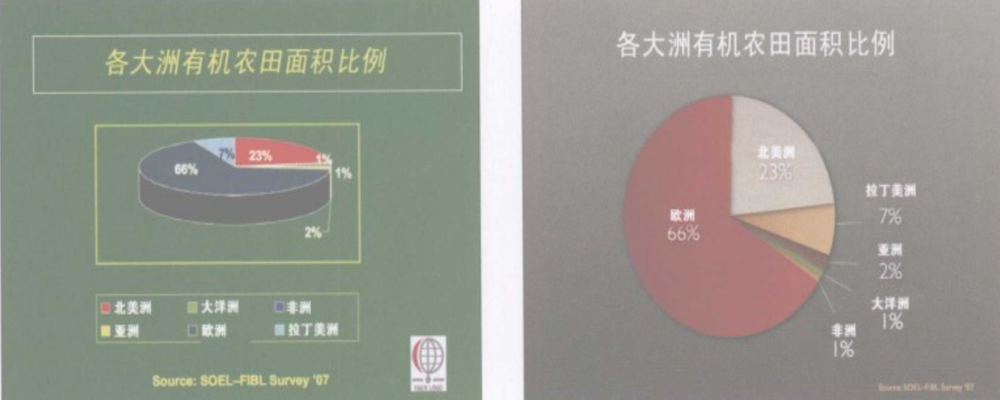 各大洲有机农田面积比例
7%
23%
1%
66%
1%
2%
北美洲
大洋洲
非洲
亚洲
欧洲
拉丁美洲
Source: SOEL–FIBL Survey '07
各大洲有机农田面积比例
北美洲
23%
拉丁美洲
7%
欧洲
66%
亚洲
2%
大洋洲
1%
非洲
1%
Source: SOEL–FIBL Survey '07